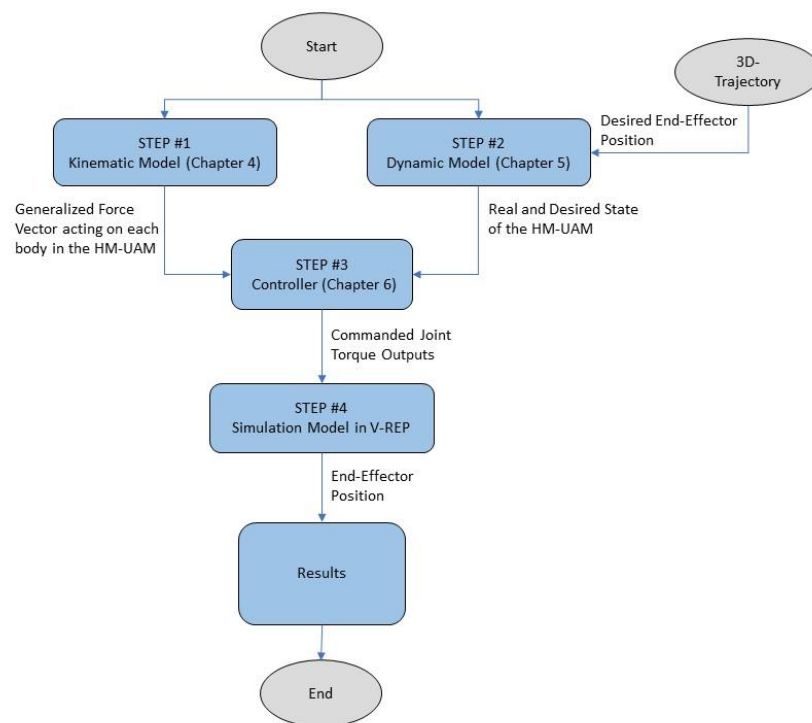 Start
3D-
Trajectory
STEP #1
Kinematic Model (Chapter 4)
STEP #2
Dynamic Model (Chapter 5)
Desired End-Effector
Position
Generalized Force
Vector acting on each
body in the HM-UAM
Real and Desired State
of the HM-UAM
STEP #3
Controller (Chapter 6)
Commanded Joint
Torque Outputs
STEP #4
Simulation Model in V-REP
End-Effector
Position
Results
End